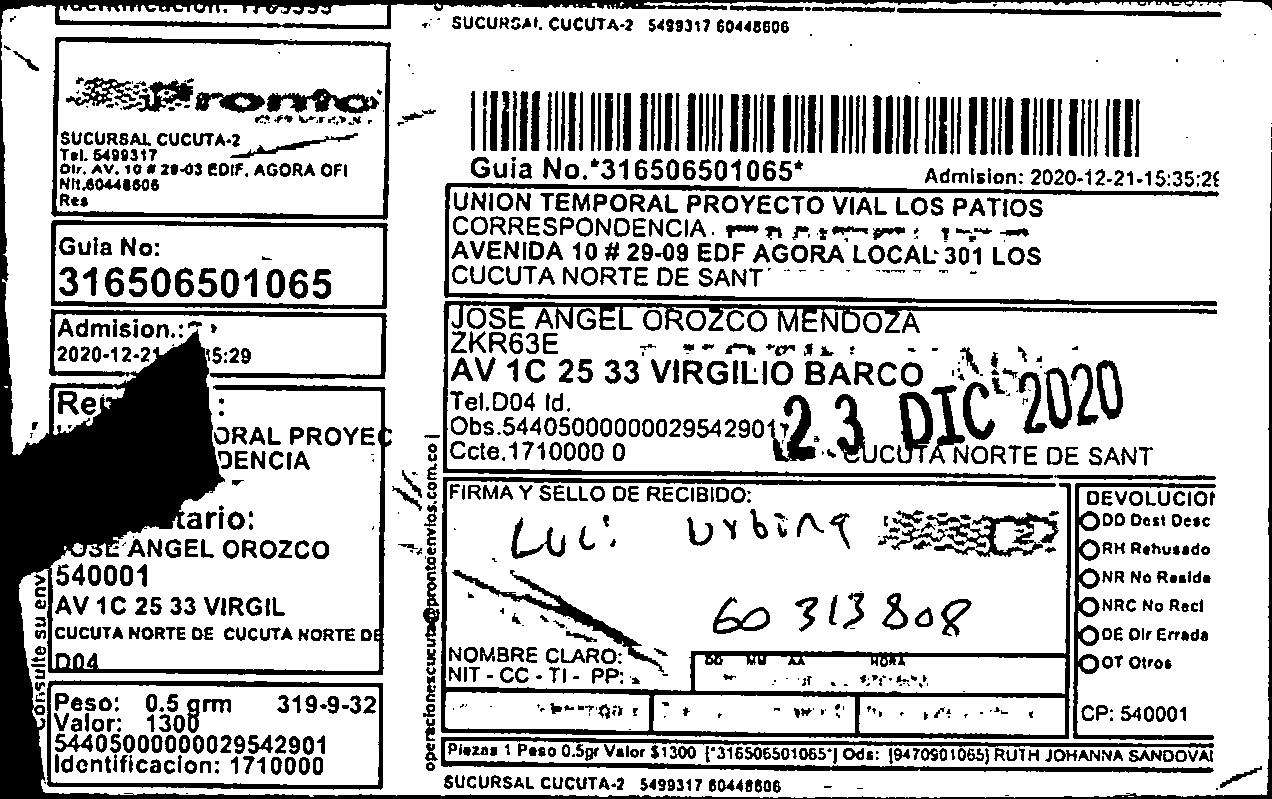 SUCURSAL CUCUTA-2 5499317 60448606
Pronto
SUCURSAL CUCUTA-2
Tel. 5499317
Dir. AV. 10 # 29-03 EDIF. AGORA OFI
Nit.60448606
Res
Guia No:
316506501065
Admision.:
2020-12-21 35:29
ORAL PROYEC
DENCIA
tario:
JOSE ANGEL OROZCO
540001
AV 1C 25 33 VIRGIL
CUCUTA NORTE DE CUCUTA NORTE DE
D04
Peso: 0.5 grm 319-9-32
Valor: 1300
544050000000029542901
Identificacion: 1710000
consulte su env
operacionescucuta@prontoenvios.com.co
Guia No.*316506501065*
Admision: 2020-12-21-15:35:29
UNION TEMPORAL PROYECTO VIAL LOS PATIOS
CORRESPONDENCIA.
AVENIDA 10 # 29-09 EDF AGORA LOCAL 301 LOS
CUCUTA NORTE DE SANT
JOSE ANGEL OROZCO MENDOZA
ZKR63E
AV 1C 25 33 VIRGILIO BARCO
Tel.D04 Id.
Obs.544050000000029542901
Ccte.1710000 0
23 DIC 2020
CUCUTA NORTE DE SANT
FIRMA Y SELLO DE RECIBIDO:
Luci Urbina
60 313 808
NOMBRE CLARO:
NIT - CC - TI - PP:
DD MM AA HORA
DEVOLUCION
DD Dest Desc
RH Rehusado
NR No Reside
NRC No Recl
DE Dir Errada
OT Otros
CP: 540001
Piezas 1 Peso 0.5gr Valor $1300 [*316506501065*] Ods: [9470901065] RUTH JOHANNA SANDOVAL
SUCURSAL CUCUTA-2 5499317 60448606